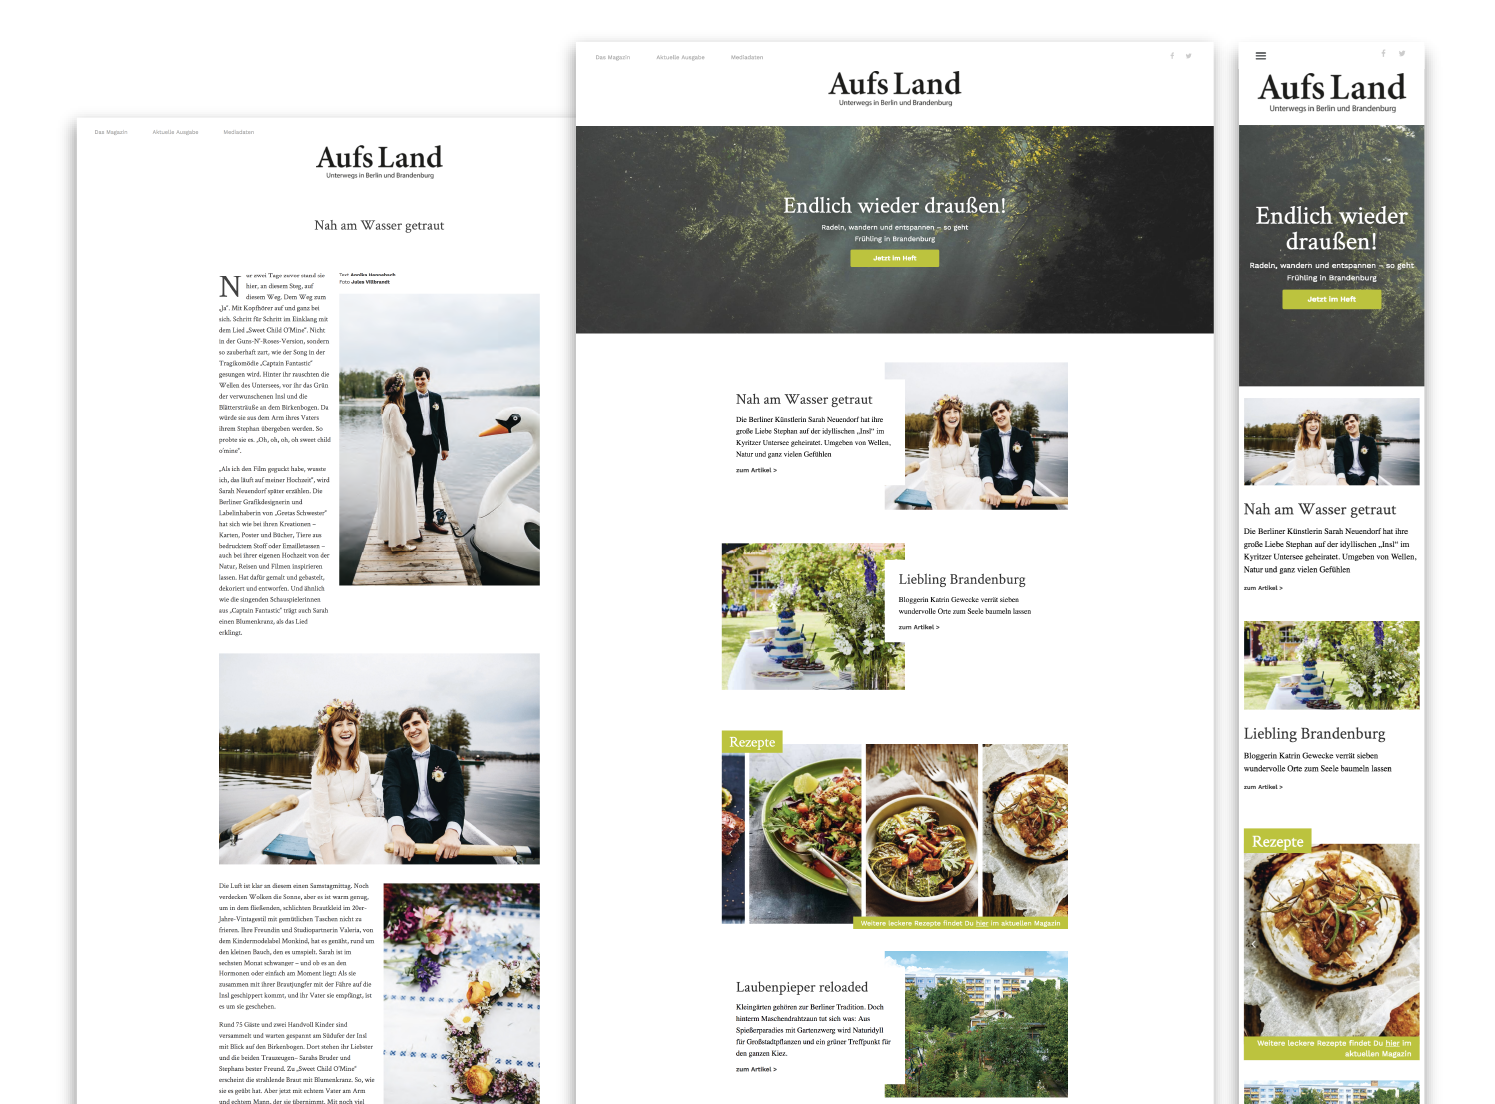 Das Magazin
Aktuelle Ausgabe
Mediadaten
Aufs Land
Unterwegs in Berlin und Brandenburg
Nah am Wasser getraut
Nur zwei Tage zuvor stand sie
hier, an diesem Steg, auf
diesem Weg. Dem Weg zum
„Ja“. Mit Kopfhörer auf und ganz bei
sich. Schritt für Schritt im Einklang mit
dem Lied „Sweet Child O’Mine“. Nicht
in der Guns-N’-Roses-Version, sondern
so zauberhaft zart, wie der Song in der
Tragikomödie „Captain Fantastic“
gesungen wird. Hinter ihr rauschten die
Wellen des Untersees, vor ihr das Grün
der verwunschenen Insl und die
Blättersträuße an dem Birkenbogen. Da
würde sie aus dem Arm ihres Vaters
ihrem Stephan übergeben werden. So
probte sie es. „Oh, oh, oh, oh sweet child
o’mine“.
Text Annika Hannebach
Foto Jules Villbrandt
„Als ich den Film geguckt habe, wusste
ich, das läuft auf meiner Hochzeit“, wird
Sarah Neuendorf später erzählen. Die
Berliner Grafikdesignerin und
Labelinhaberin von „Gretas Schwester“
hat sich wie bei ihren Kreationen –
Karten, Poster und Bücher, Tiere aus
bedrucktem Stoff oder Emailletassen –
auch bei ihrer eigenen Hochzeit von der
Natur, Reisen und Filmen inspirieren
lassen. Hat dafür gemalt und gebastelt,
dekoriert und entworfen. Und ähnlich
wie die singenden Schauspielerinnen
aus „Captain Fantastic“ trägt auch Sarah
einen Blumenkranz, als das Lied
erklingt.
Die Luft ist klar an diesem einen Samstagmittag. Noch
verdecken Wolken die Sonne, aber es ist warm genug,
um in dem fließenden, schlichten Brautkleid im 20er-
Jahre-Vintagestil mit gemütlichen Taschen nicht zu
frieren. Ihre Freundin und Studiopartnerin Valeria, von
dem Kindermodelabel Monkind, hat es genäht, rund um
den kleinen Bauch, den es umspielt. Sarah ist im
sechsten Monat schwanger – und ob es an den
Hormonen oder einfach am Moment liegt: Als sie
zusammen mit ihrer Brautjungfer mit der Fähre auf die
Insl geschippert kommt, und ihr Vater sie empfängt, ist
es um sie geschehen.
Rund 75 Gäste und zwei Handvoll Kinder sind
versammelt und warten gespannt am Südufer der Insl
mit Blick auf den Birkenbogen. Dort stehen ihr Liebster
und die beiden Trauzeugen– Sarahs Bruder und
Stephans bester Freund. Zu „Sweet Child O’Mine“
erscheint die strahlende Braut mit Blumenkranz. So, wie
sie es geübt hat. Aber jetzt mit echtem Vater am Arm
und echtem Mann, der sie übernimmt. Mit noch viel
Das Magazin
Aktuelle Ausgabe
Mediadaten
Aufs Land
Unterwegs in Berlin und Brandenburg
Endlich wieder draußen!
Radeln, wandern und entspannen – so geht
Frühling in Brandenburg
Jetzt im Heft
Nah am Wasser getraut
Die Berliner Künstlerin Sarah Neuendorf hat ihre
große Liebe Stephan auf der idyllischen „Insl“ im
Kyritzer Untersee geheiratet. Umgeben von Wellen,
Natur und ganz vielen Gefühlen
zum Artikel >
Liebling Brandenburg
Bloggerin Katrin Gewecke verrät sieben
wundervolle Orte zum Seele baumeln lassen
zum Artikel >
Rezepte
Weitere leckere Rezepte findet Du hier im aktuellen Magazin
Laubenpieper reloaded
Kleingärten gehören zur Berliner Tradition. Doch
hinterm Maschendrahtzaun tut sich was: Aus
Spießerparadies mit Gartenzwerg wird Naturidyll
für Großstadtpflanzen und ein grüner Treffpunkt für
den ganzen Kiez.
zum Artikel >
Aufs Land
Unterwegs in Berlin und Brandenburg
Endlich wieder
draußen!
Radeln, wandern und entspannen – so geht
Frühling in Brandenburg
Jetzt im Heft
Nah am Wasser getraut
Die Berliner Künstlerin Sarah Neuendorf hat ihre
große Liebe Stephan auf der idyllischen „Insl“ im
Kyritzer Untersee geheiratet. Umgeben von Wellen,
Natur und ganz vielen Gefühlen
zum Artikel >
Liebling Brandenburg
Bloggerin Katrin Gewecke verrät sieben
wundervolle Orte zum Seele baumeln lassen
zum Artikel >
Rezepte
Weitere leckere Rezepte findet Du hier im
aktuellen Magazin